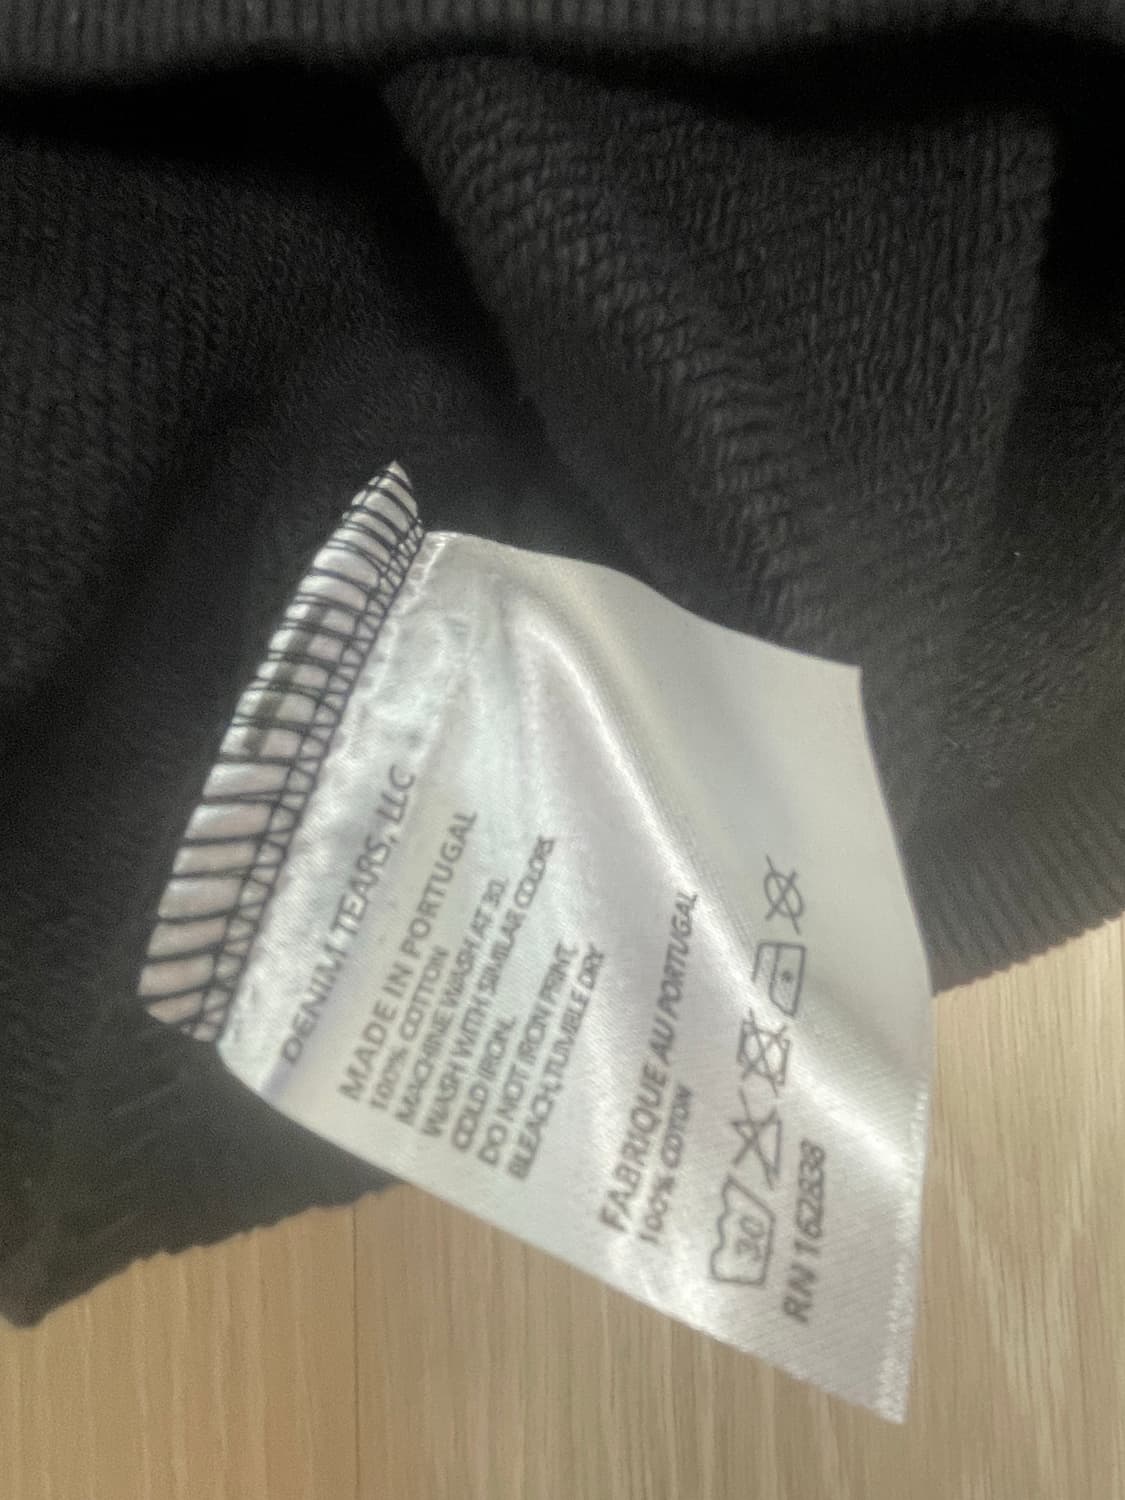 DENIM TEARS, LLC
MADE IN PORTUGAL
100% COTTON
MACHINE WASH AT 30.
WASH WITH SIMILAR COLORS
COLD IRON.
DO NOT IRON PRINT.
BLEACH,TUMBLE DRY
FABRIQUE AU PORTUGAL
100% COTON
30
RN 162838